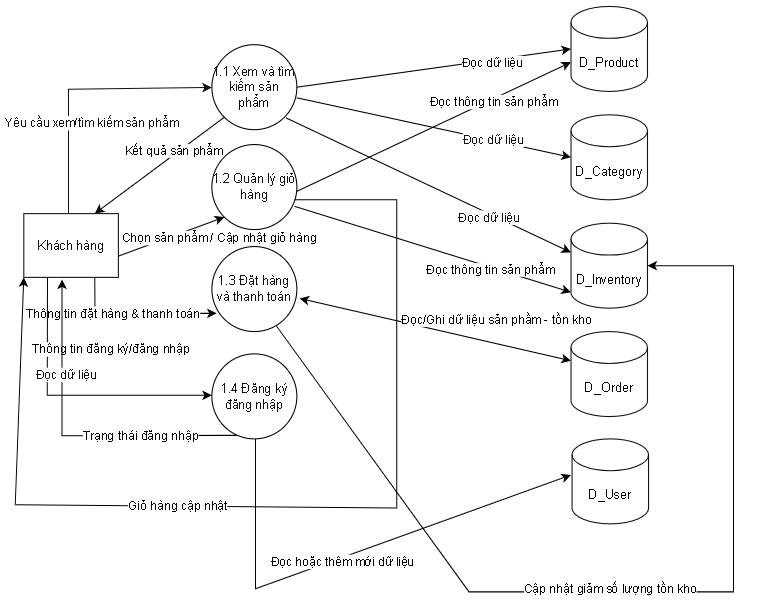 1.1 Xem và tìm
kiếm sản
phẩm
D_Product
Đọc dữ liệu
Đọc thông tin sản phẩm
Yêu cầu xem/tìm kiếm sản phẩm
Kết quả sản phẩm
Đọc dữ liệu
D_Category
1.2 Quản lý giỏ
hàng
Đọc dữ liệu
Khách hàng
Chọn sản phẩm/ Cập nhật giỏ hàng
Đọc thông tin sản phẩm
D_Inventory
1.3 Đặt hàng
và thanh toán
Thông tin đặt hàng & thanh toán
Đọc/Ghi dữ liệu sản phầm - tồn kho
Thông tin đăng ký/đăng nhập
Đọc dữ liệu
1.4 Đăng ký
đăng nhập
D_Order
Trạng thái đăng nhập
D_User
Giỏ hàng cập nhật
Đọc hoặc thêm mới dữ liệu
Cập nhật giảm số lượng tồn kho